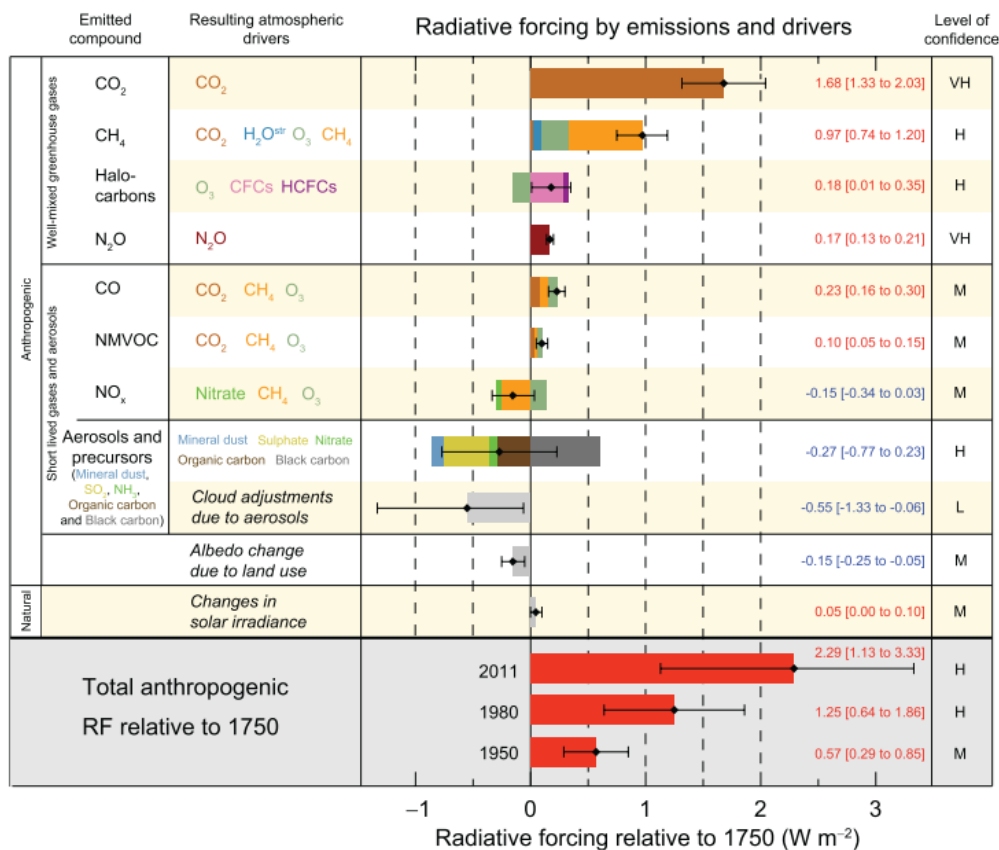 Emitted compound
Resulting atmospheric drivers
Radiative forcing by emissions and drivers
Level of confidence
Anthropogenic
Well-mixed greenhouse gases
CO₂
CO₂
1.68 [1.33 to 2.03]
VH
CH₄
CO₂ H₂Oˢᵗʳ O₃ CH₄
0.97 [0.74 to 1.20]
H
Halo-
carbons
O₃ CFCs HCFCs
0.18 [0.01 to 0.35]
H
N₂O
N₂O
0.17 [0.13 to 0.21]
VH
Short lived gases and aerosols
CO
CO₂ CH₄ O₃
0.23 [0.16 to 0.30]
M
NMVOC
CO₂ CH₄ O₃
0.10 [0.05 to 0.15]
M
NOₓ
Nitrate CH₄ O₃
-0.15 [-0.34 to 0.03]
M
Aerosols and
precursors
(Mineral dust,
SO₂, NH₃,
Organic carbon
and Black carbon)
Mineral dust Sulphate Nitrate
Organic carbon Black carbon
-0.27 [-0.77 to 0.23]
H
Cloud adjustments
due to aerosols
-0.55 [-1.33 to -0.06]
L
Albedo change
due to land use
-0.15 [-0.25 to -0.05]
M
Natural
Changes in
solar irradiance
0.05 [0.00 to 0.10]
M
Total anthropogenic
RF relative to 1750
2011
2.29 [1.13 to 3.33]
H
1980
1.25 [0.64 to 1.86]
H
1950
0.57 [0.29 to 0.85]
M
−1 0 1 2 3
Radiative forcing relative to 1750 (W m⁻²)